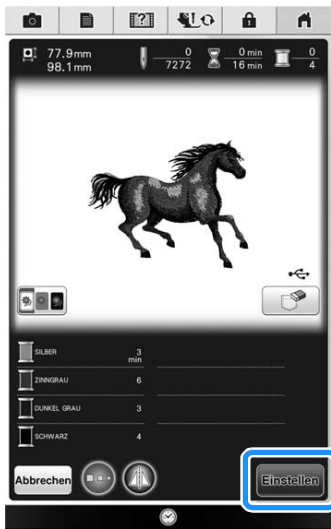 77.9mm 0 0 min 0
98.1mm 7272 16 min 4
SILBER 3 min
ZINNGRAU 6
DUNKEL GRAU 3
SCHWARZ 4
Abbrechen Einstellen